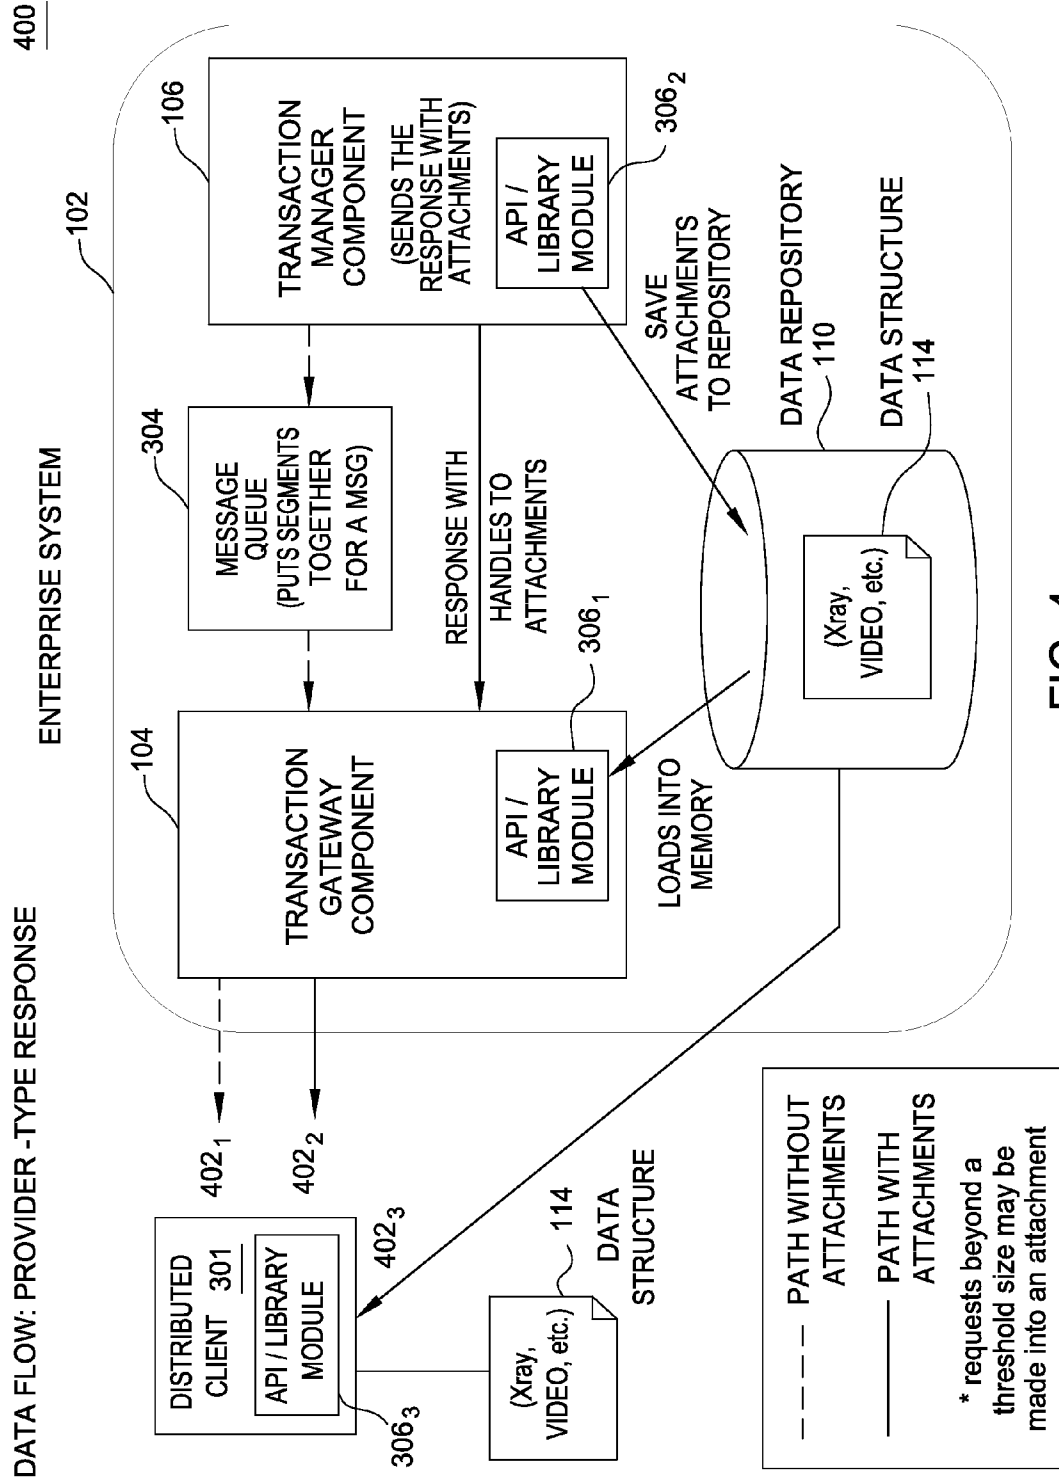 DATA FLOW: PROVIDER -TYPE RESPONSE
400
ENTERPRISE SYSTEM
102
DISTRIBUTED
CLIENT 301
API / LIBRARY
MODULE
306₃
402₁
402₂
402₃
(Xray,
VIDEO, etc.)
114
DATA
STRUCTURE
104
TRANSACTION
GATEWAY
COMPONENT
API /
LIBRARY
MODULE
306₁
304
MESSAGE
QUEUE
(PUTS SEGMENTS
TOGETHER
FOR A MSG)
RESPONSE WITH
HANDLES TO
ATTACHMENTS
106
TRANSACTION
MANAGER
COMPONENT
(SENDS THE
RESPONSE WITH
ATTACHMENTS)
API /
LIBRARY
MODULE
306₂
SAVE
ATTACHMENTS
TO REPOSITORY
LOADS INTO
MEMORY
(Xray,
VIDEO, etc.)
DATA REPOSITORY
110
DATA STRUCTURE
114
PATH WITHOUT
ATTACHMENTS
PATH WITH
ATTACHMENTS
* requests beyond a
threshold size may be
made into an attachment